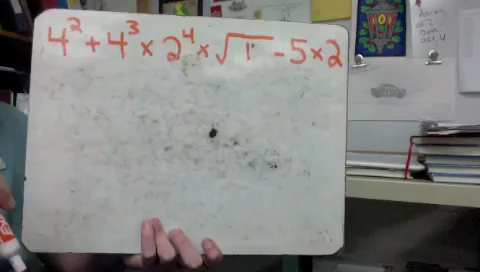 4² + 4³ × 2⁴ × √1 - 5 × 2